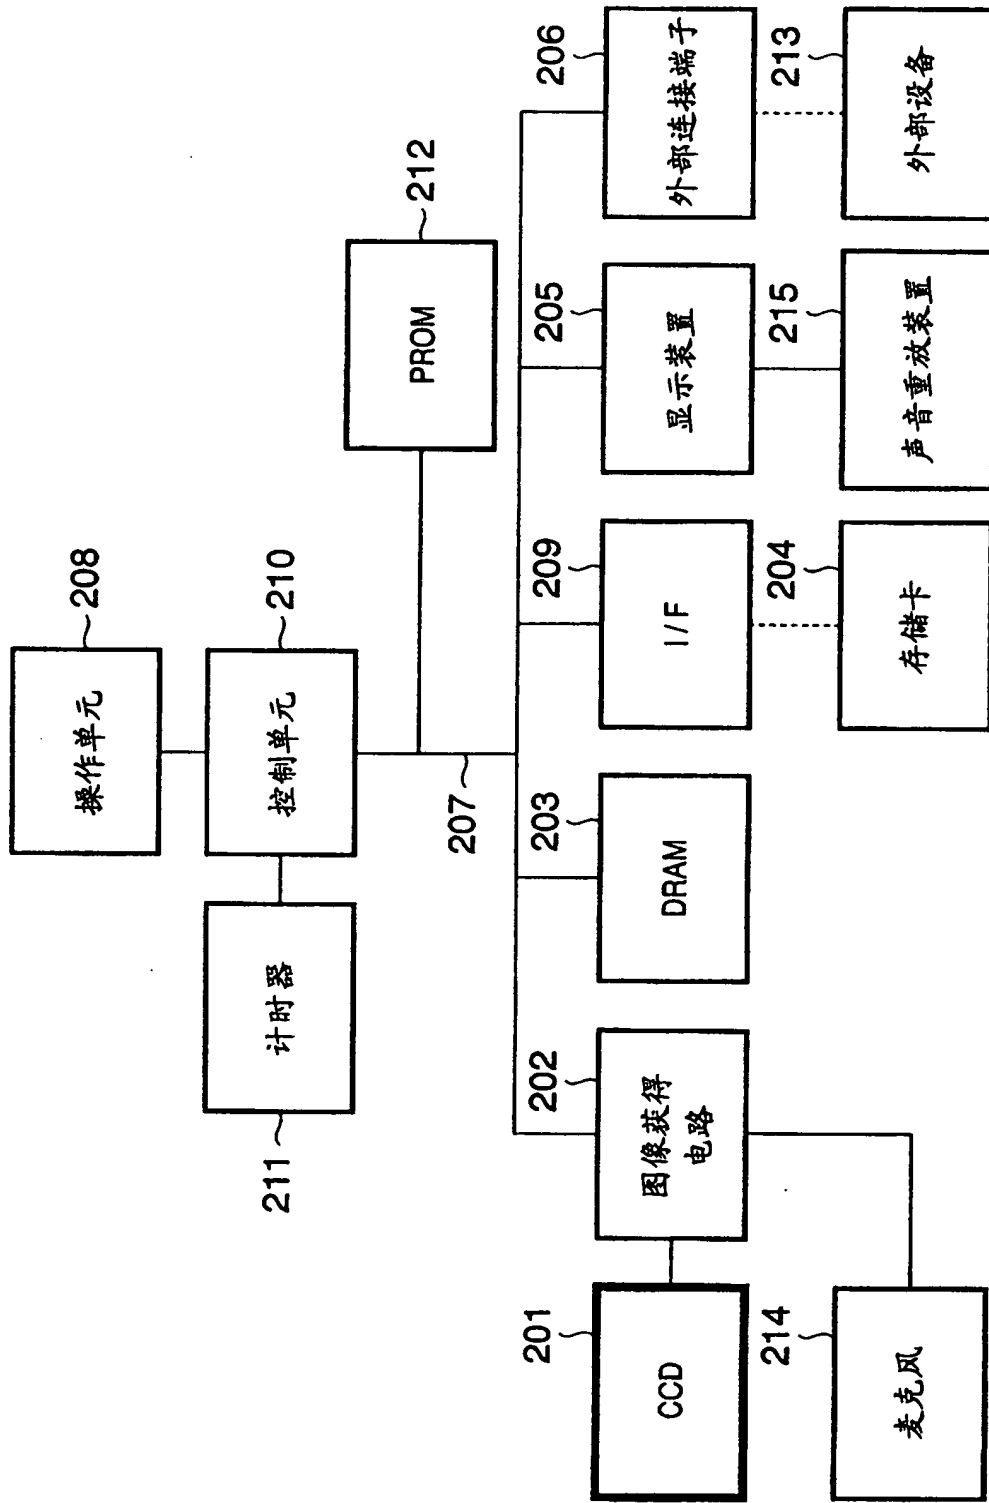 208
操作单元
211
计时器
210
控制单元
212
PROM
207
201
CCD
202
图像获得
电路
203
DRAM
209
I/F
205
显示装置
206
外部连接端子
214
麦克风
204
存储卡
215
声音重放装置
213
外部设备